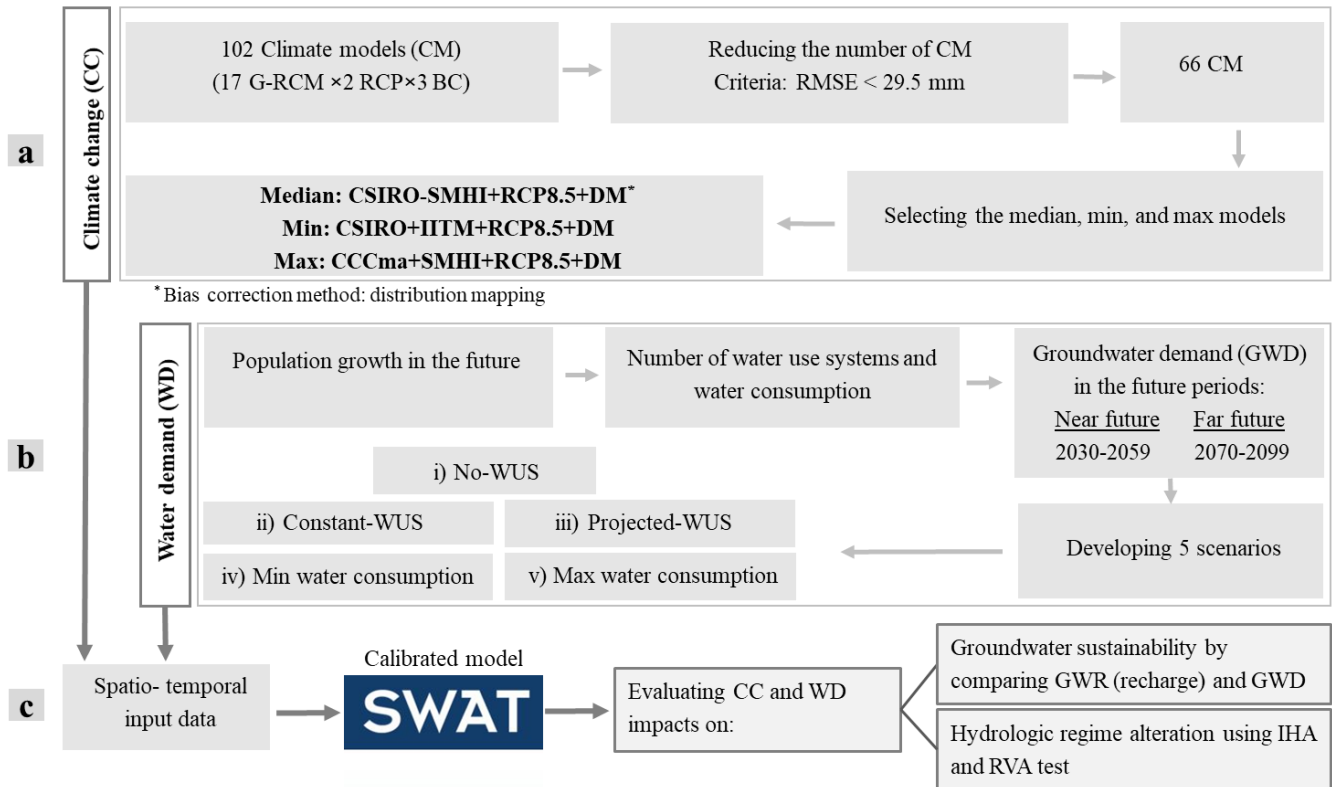 a
Climate change (CC)
102 Climate models (CM)
(17 G-RCM ×2 RCP×3 BC)
Reducing the number of CM
Criteria: RMSE < 29.5 mm
66 CM
Selecting the median, min, and max models
Median: CSIRO-SMHI+RCP8.5+DM*
Min: CSIRO+IITM+RCP8.5+DM
Max: CCCma+SMHI+RCP8.5+DM
* Bias correction method: distribution mapping
b
Water demand (WD)
Population growth in the future
Number of water use systems and
water consumption
Groundwater demand (GWD)
in the future periods:
Near future Far future
2030-2059 2070-2099
Developing 5 scenarios
i) No-WUS
ii) Constant-WUS
iii) Projected-WUS
iv) Min water consumption
v) Max water consumption
c
Spatio- temporal
input data
Calibrated model
SWAT
Evaluating CC and WD
impacts on:
Groundwater sustainability by
comparing GWR (recharge) and GWD
Hydrologic regime alteration using IHA
and RVA test